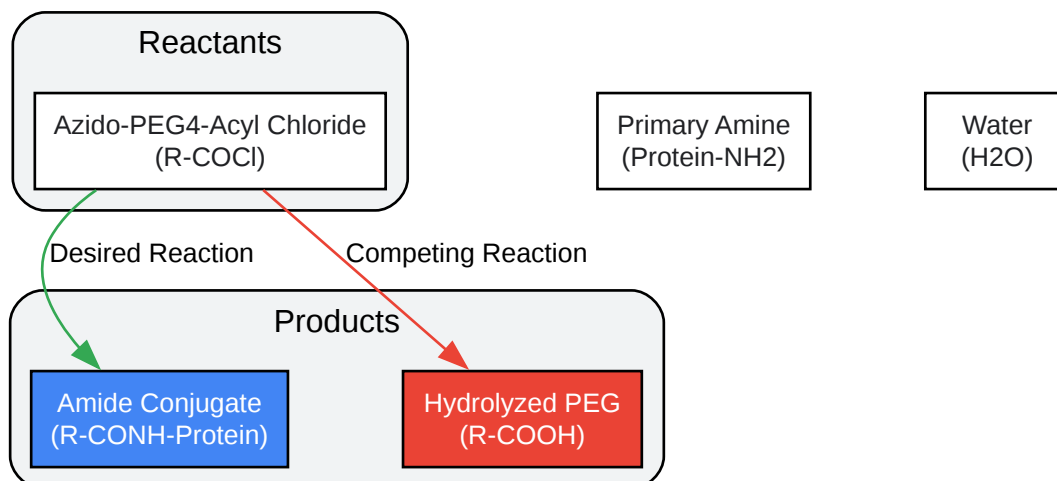 Reactants
Azido-PEG4-Acyl Chloride
(R-COCl)
Primary Amine
(Protein-NH2)
Water
(H2O)
Desired Reaction
Competing Reaction
Products
Amide Conjugate
(R-CONH-Protein)
Hydrolyzed PEG
(R-COOH)